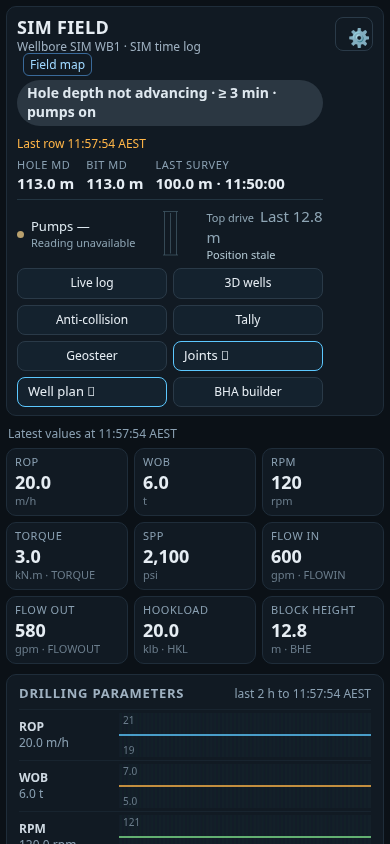 SIM FIELD
Wellbore SIM WB1 · SIM time log
Field map
Hole depth not advancing · ≥ 3 min ·
pumps on
Last row 11:57:54 AEST
HOLE MD BIT MD LAST SURVEY
113.0 m 113.0 m 100.0 m · 11:50:00
Pumps —
Reading unavailable
Top drive Last 12.8
m
Position stale
Live log
3D wells
Anti-collision
Tally
Geosteer
Joints
Well plan
BHA builder
Latest values at 11:57:54 AEST
ROP
20.0
m/h
WOB
6.0
t
RPM
120
rpm
TORQUE
3.0
kN.m · TORQUE
SPP
2,100
psi
FLOW IN
600
gpm · FLOWIN
FLOW OUT
580
gpm · FLOWOUT
HOOKLOAD
20.0
klb · HKL
BLOCK HEIGHT
12.8
m · BHE
DRILLING PARAMETERS
last 2 h to 11:57:54 AEST
ROP
20.0 m/h
21
19
WOB
6.0 t
7.0
5.0
RPM
120.0 rpm
121